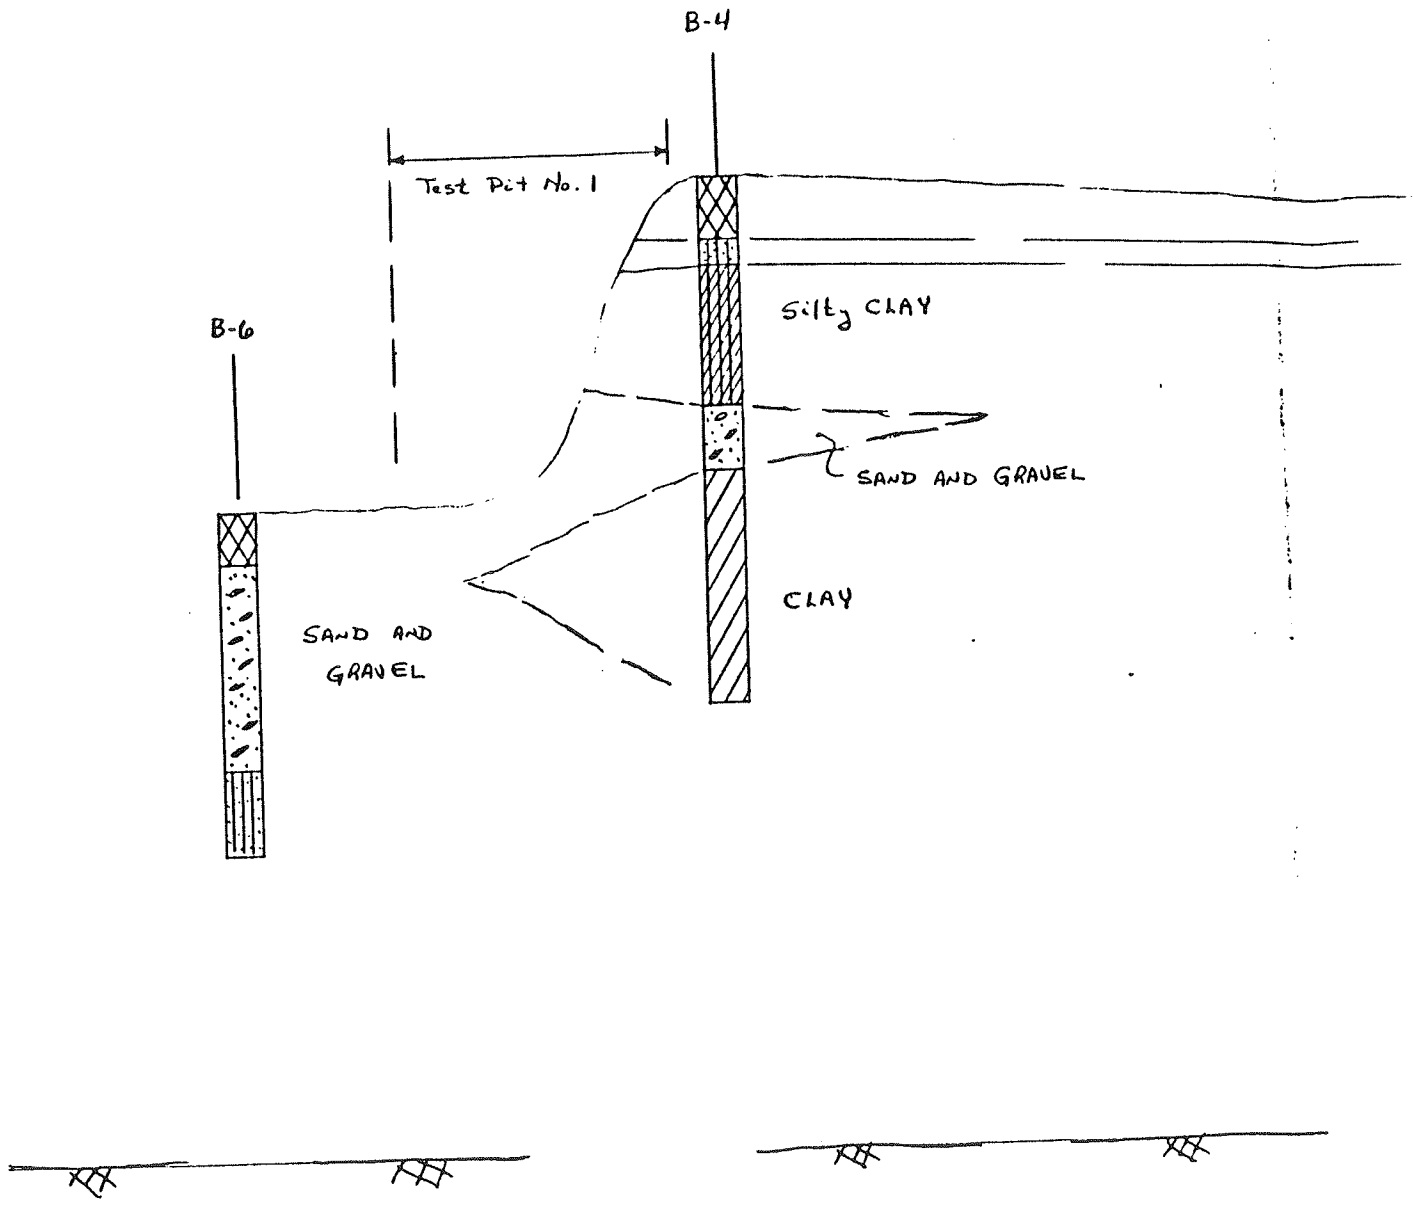 B-4
Test Pit No. 1
B-6
Silty CLAY
SAND AND GRAVEL
CLAY
SAND AND
GRAVEL